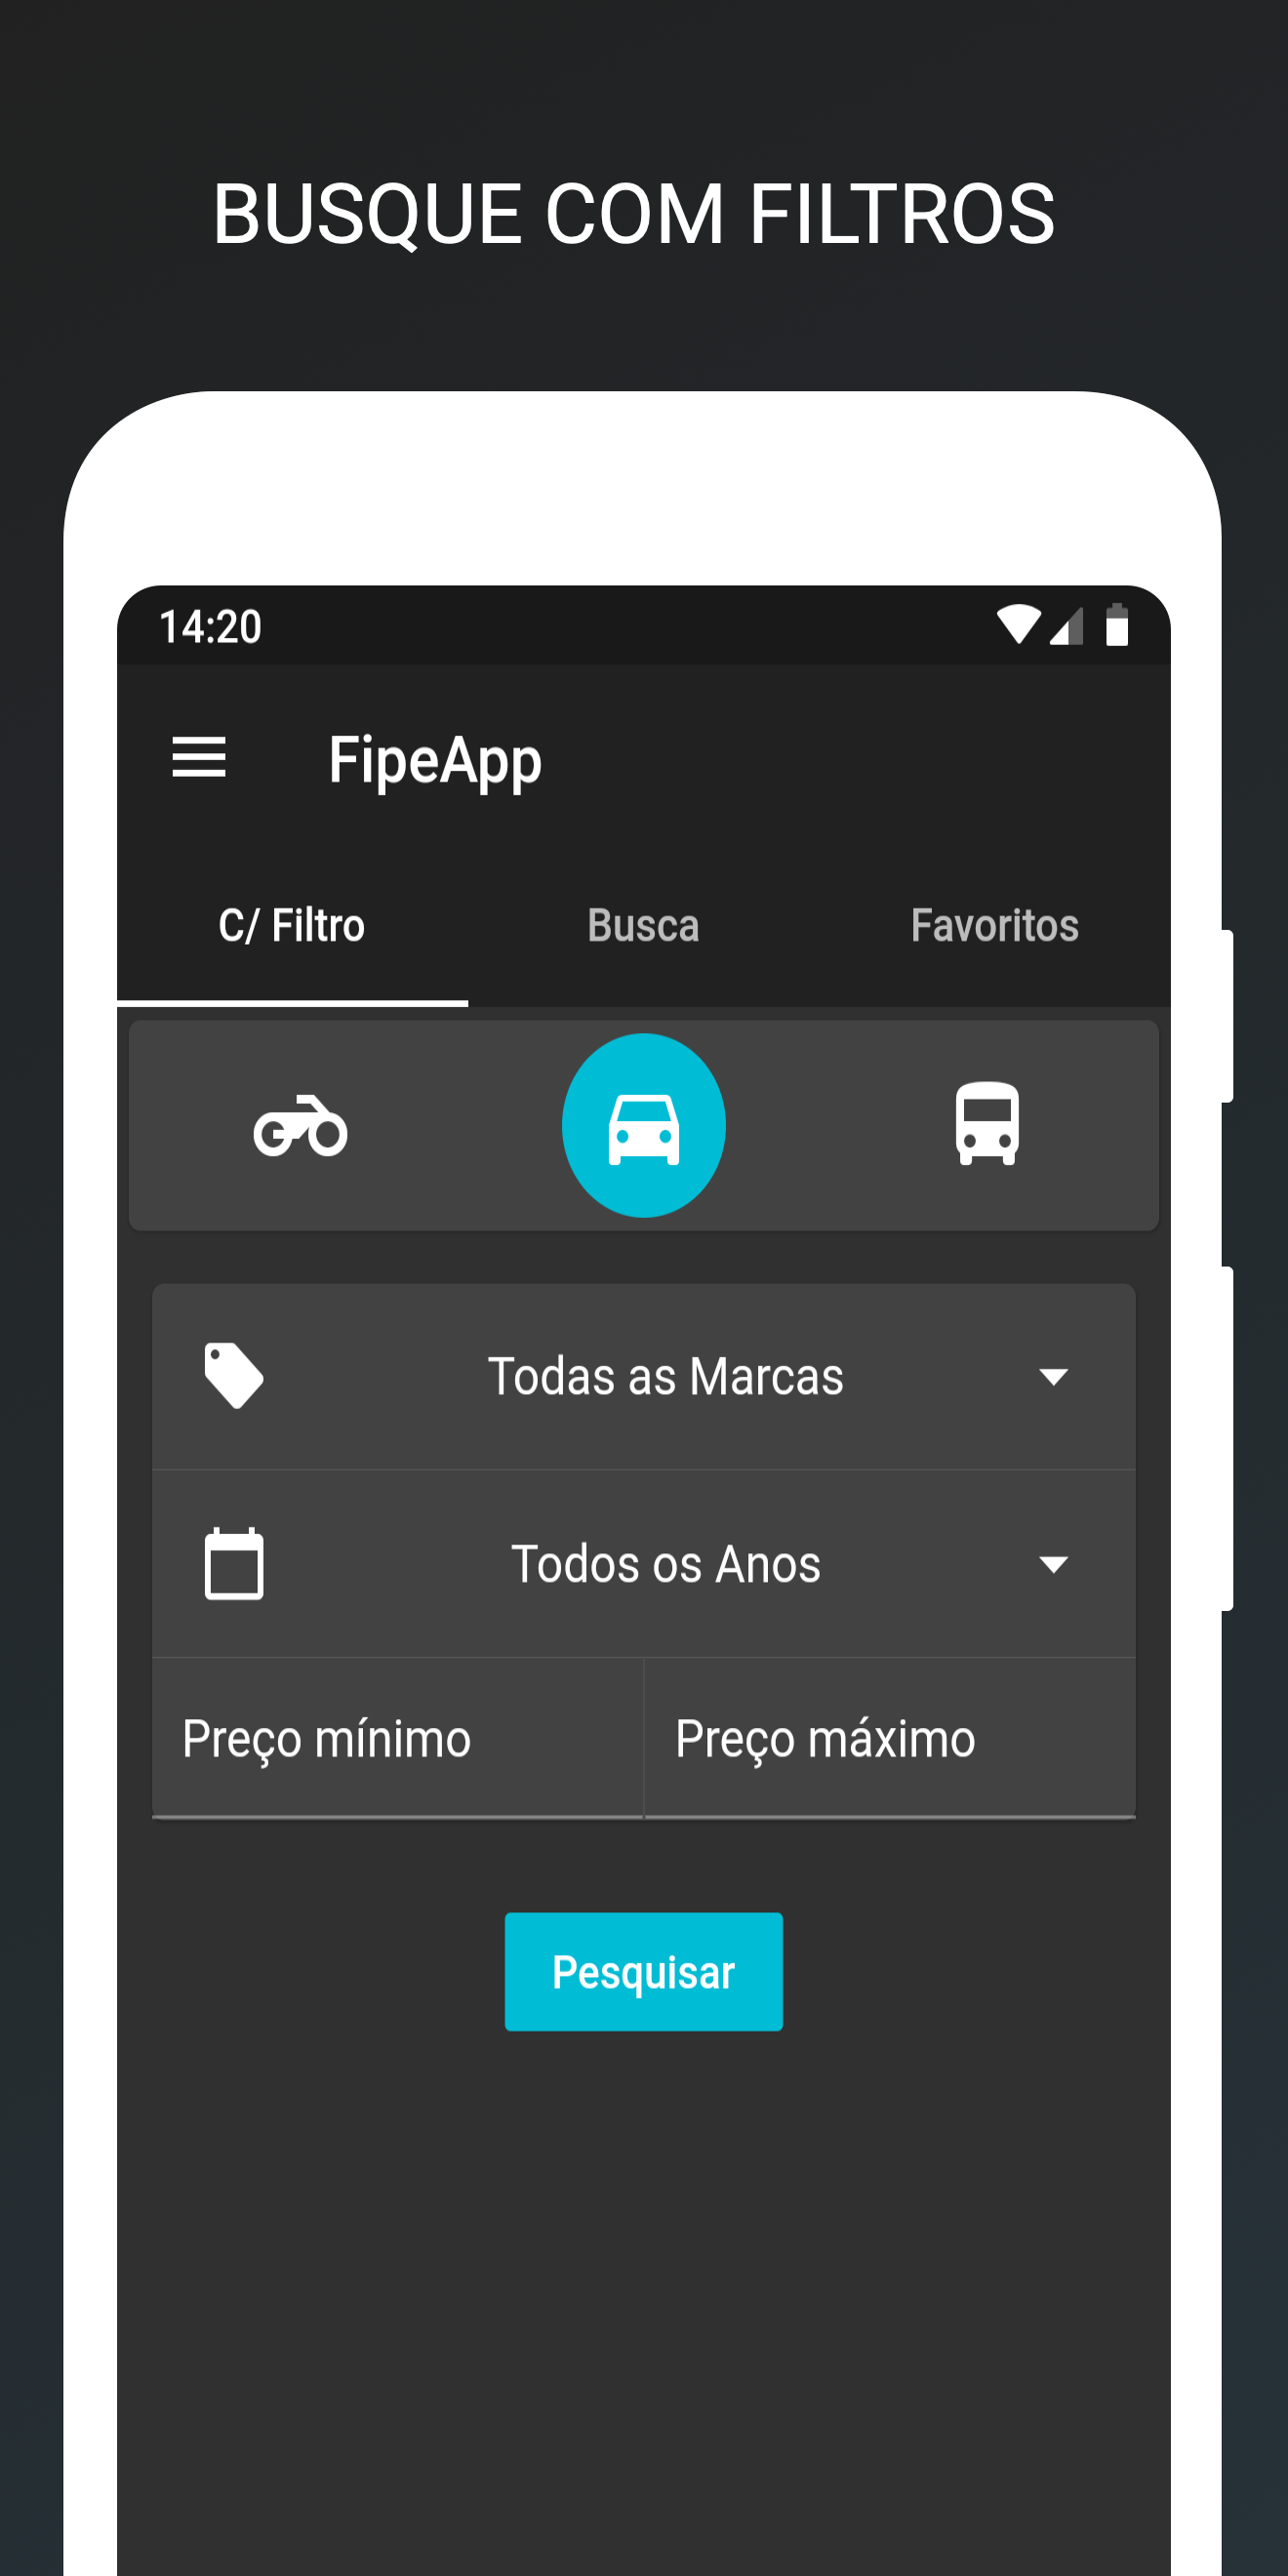 BUSQUE COM FILTROS
14:20
FipeApp
C/ Filtro Busca Favoritos
Todas as Marcas
Todos os Anos
Preço mínimo Preço máximo
Pesquisar